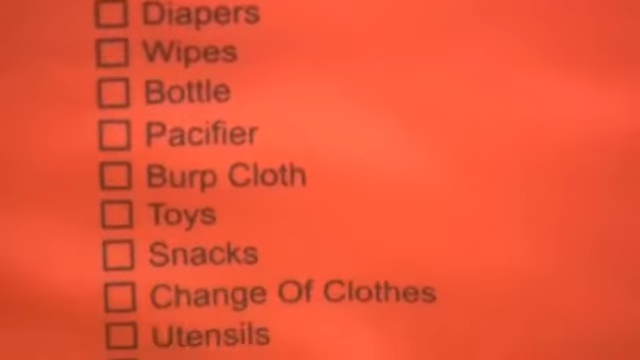 ☐ Diapers
☐ Wipes
☐ Bottle
☐ Pacifier
☐ Burp Cloth
☐ Toys
☐ Snacks
☐ Change Of Clothes
☐ Utensils